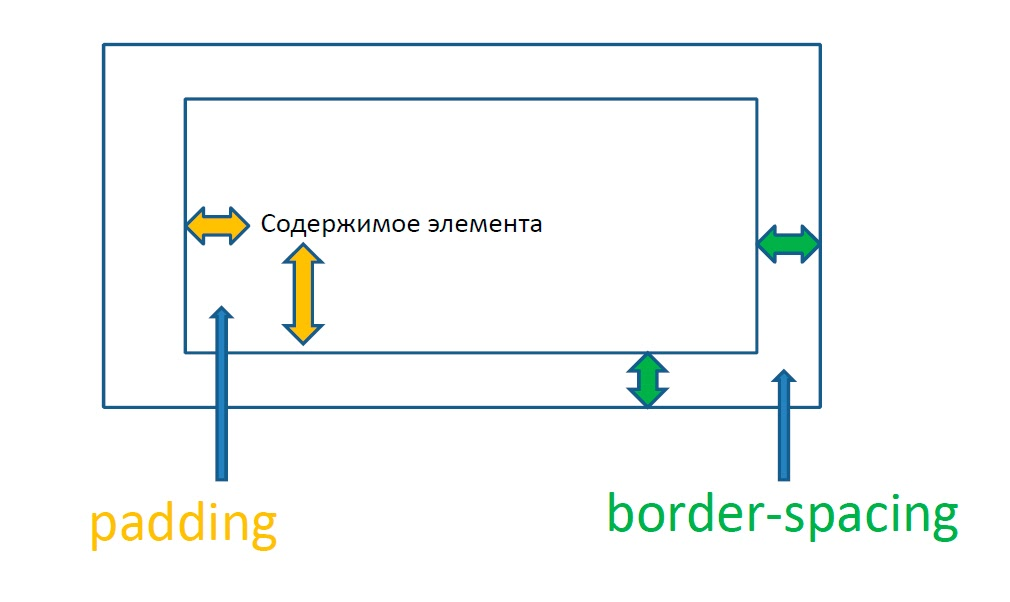 Содержимое элемента
padding
border-spacing